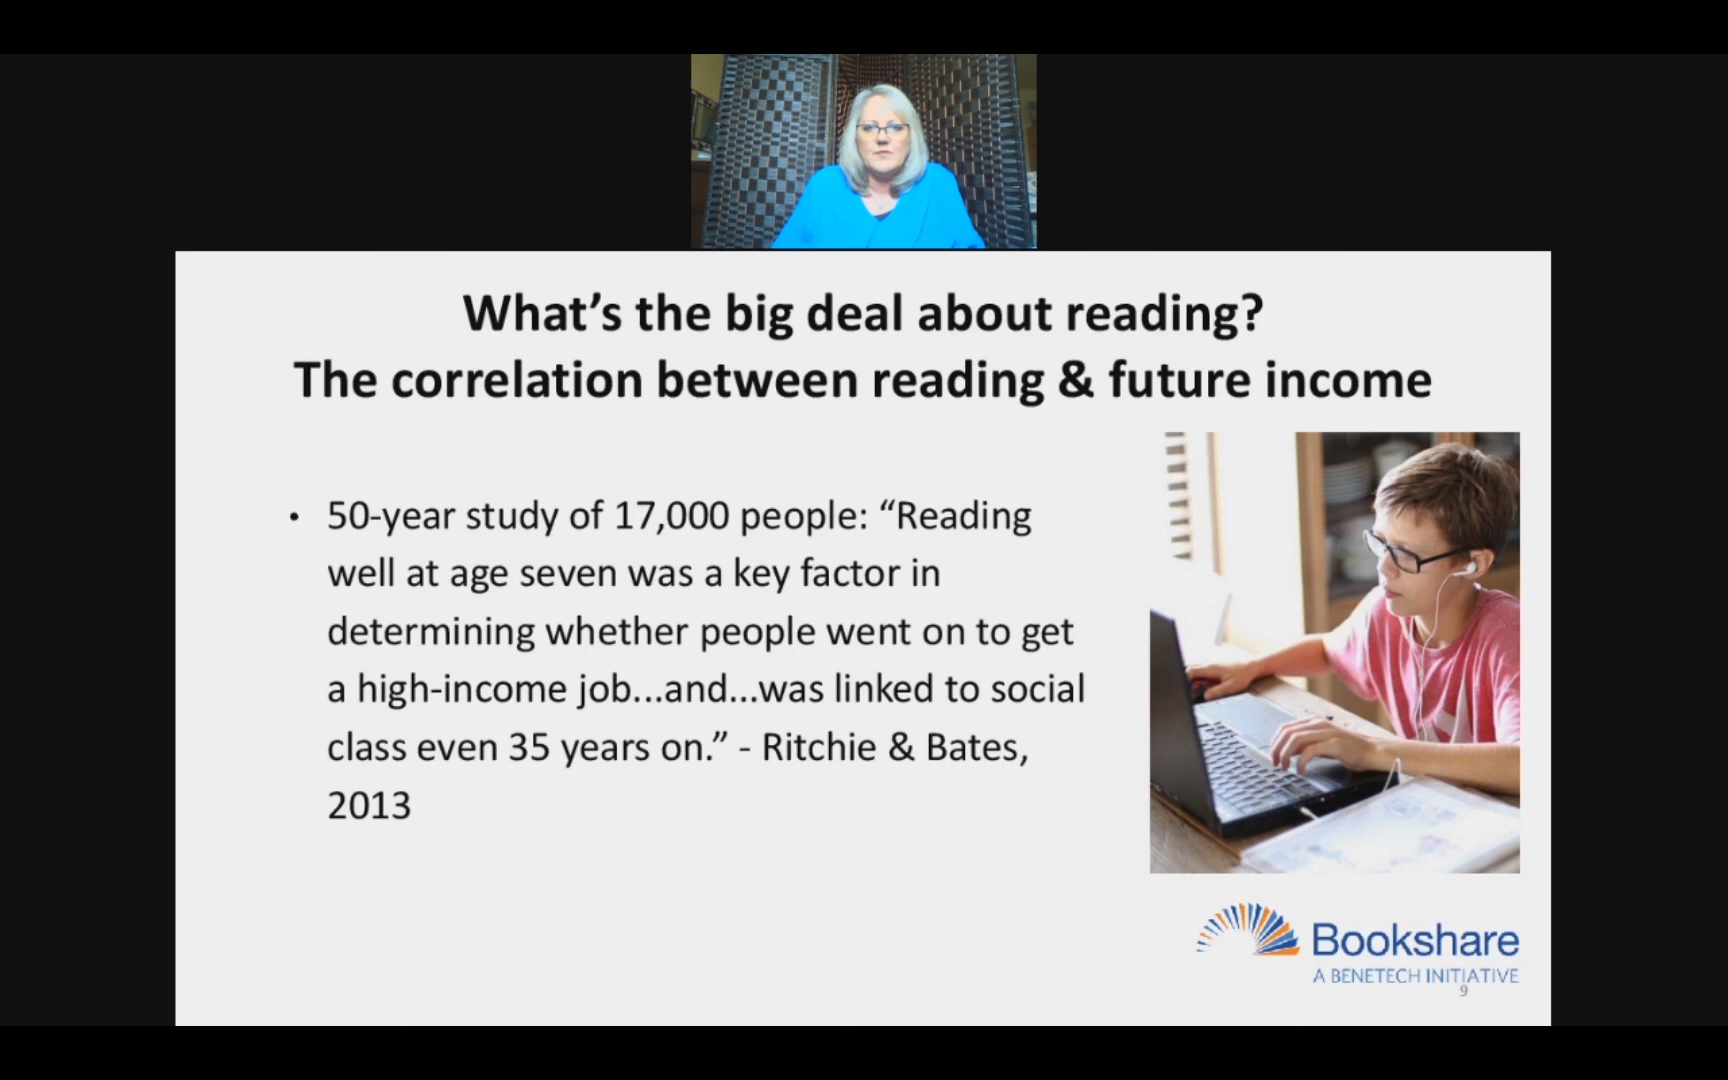 What’s the big deal about reading?
The correlation between reading & future income
• 50-year study of 17,000 people: “Reading
well at age seven was a key factor in
determining whether people went on to get
a high-income job...and...was linked to social
class even 35 years on.” - Ritchie & Bates,
2013
Bookshare
A BENETECH INITIATIVE
9